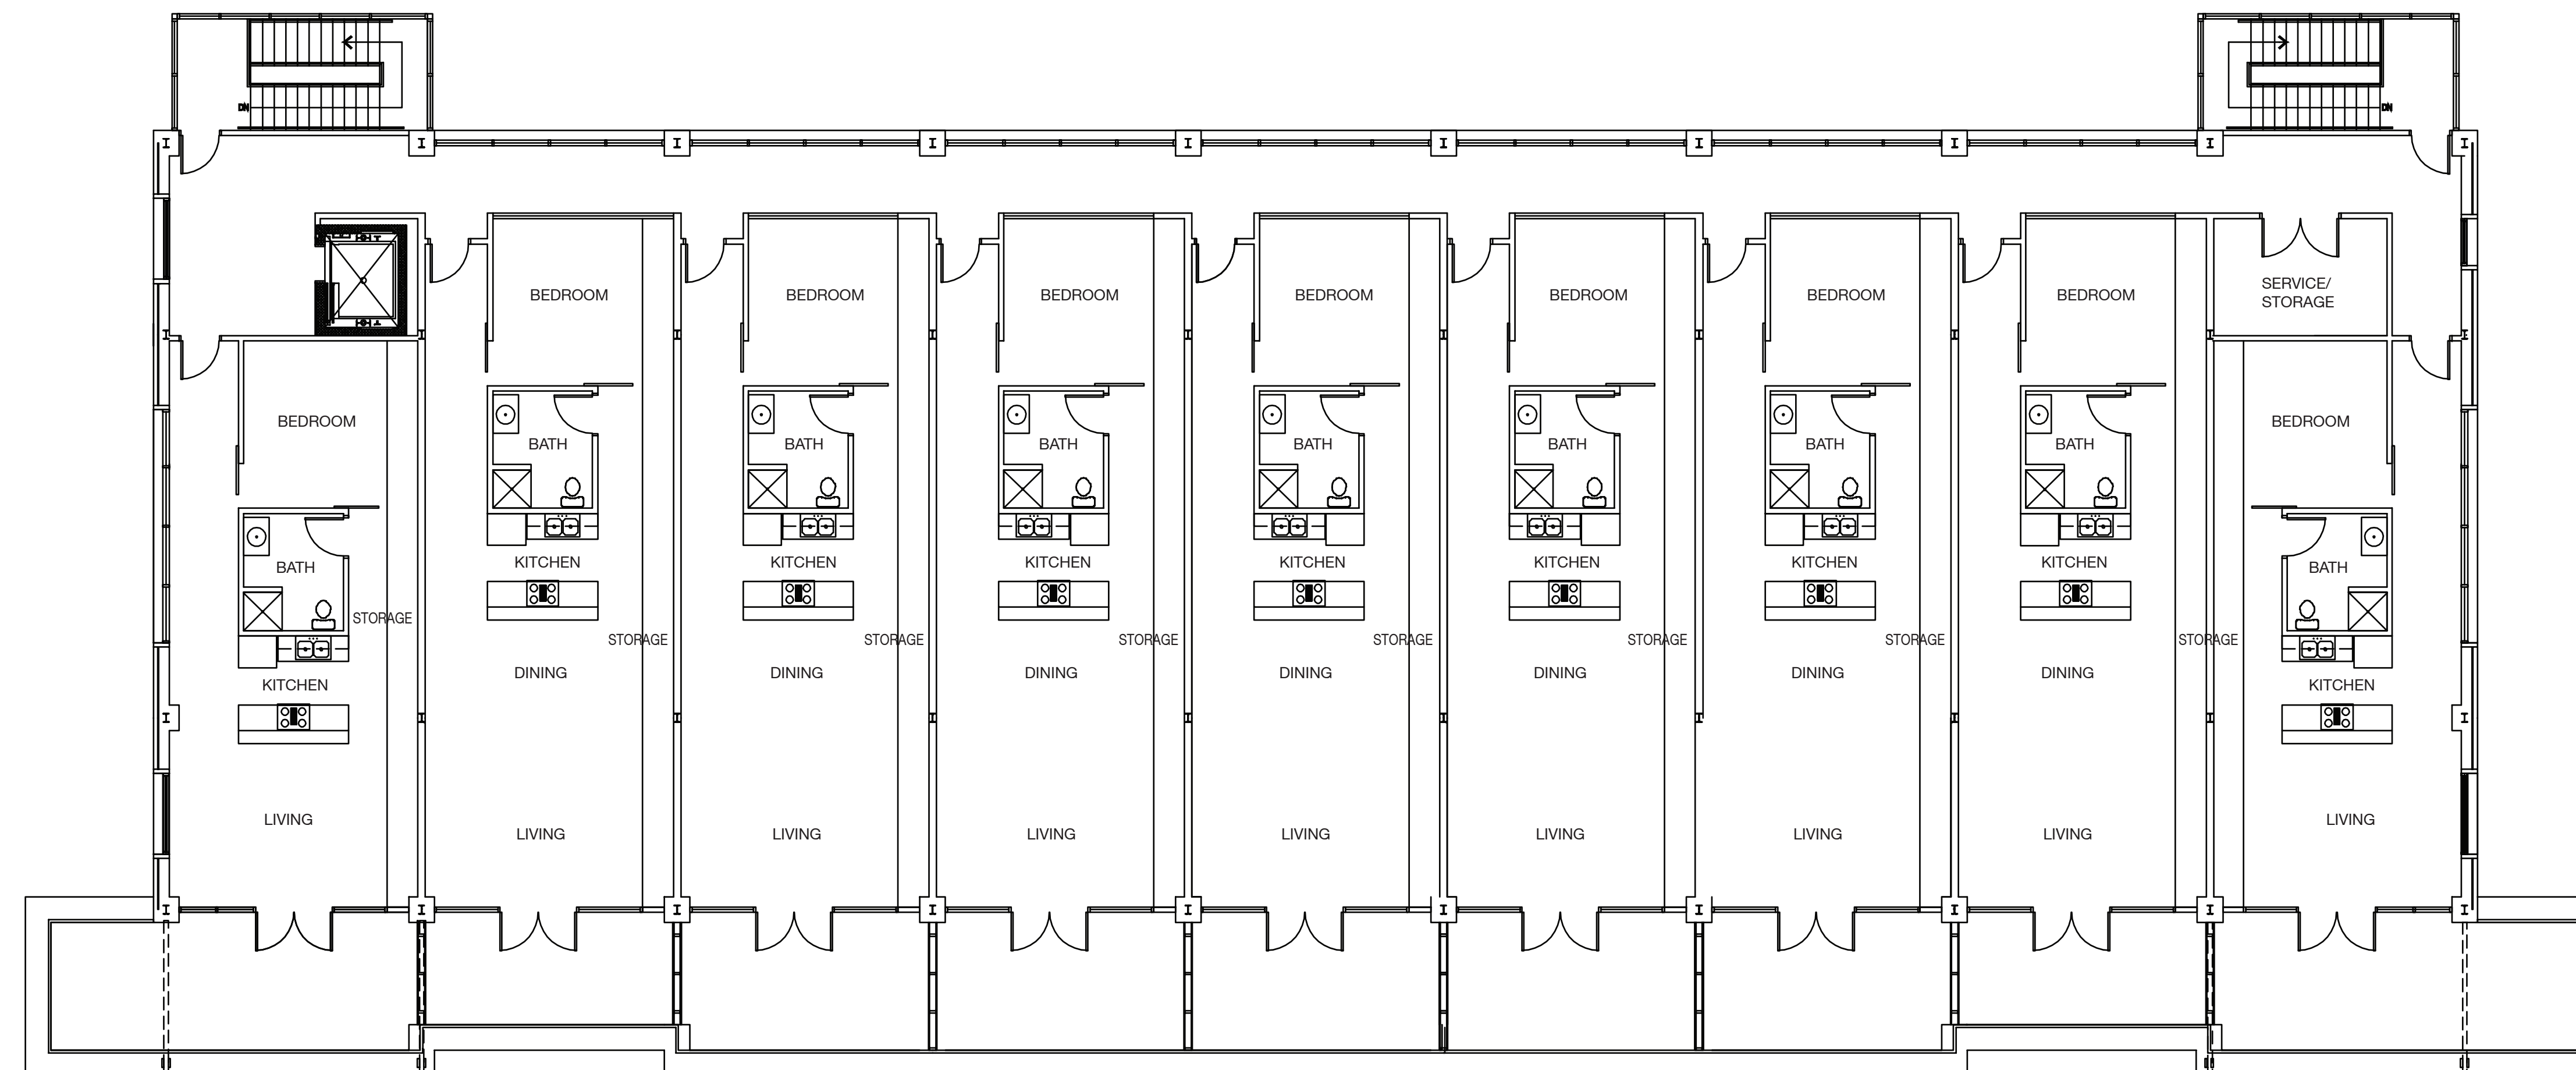 DN
DN
BEDROOM
BEDROOM
BEDROOM
BEDROOM
BEDROOM
BEDROOM
BEDROOM
SERVICE/
STORAGE
BEDROOM
BEDROOM
BATH
BATH
BATH
BATH
BATH
BATH
BATH
KITCHEN
KITCHEN
KITCHEN
KITCHEN
KITCHEN
KITCHEN
KITCHEN
BATH
BATH
STORAGE
STORAGE
STORAGE
STORAGE
STORAGE
STORAGE
STORAGE
STORAGE
DINING
DINING
DINING
DINING
DINING
DINING
DINING
KITCHEN
KITCHEN
LIVING
LIVING
LIVING
LIVING
LIVING
LIVING
LIVING
LIVING
LIVING